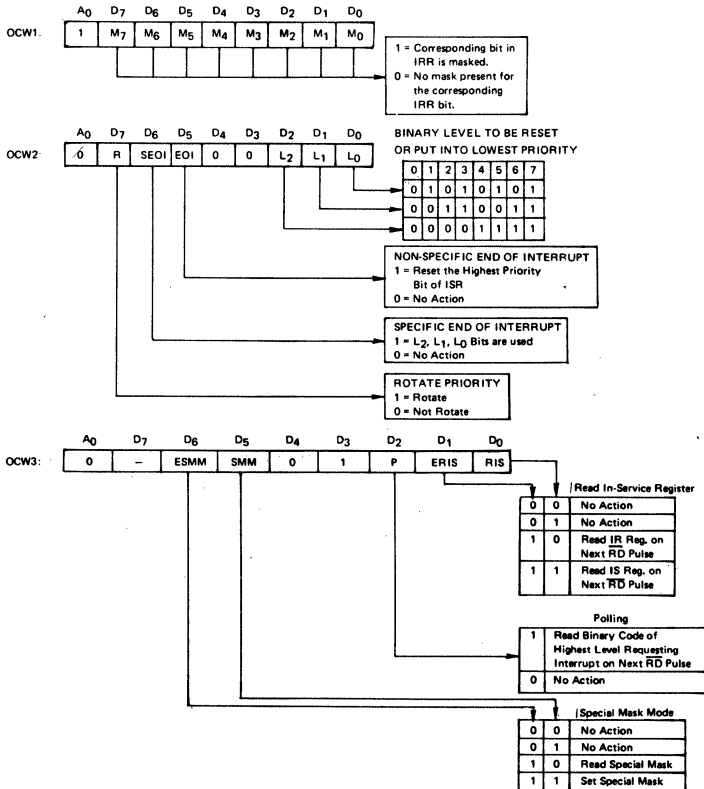 A0 D7 D6 D5 D4 D3 D2 D1 D0
OCW1. 1 M7 M6 M5 M4 M3 M2 M1 M0
1 = Corresponding bit in
IRR is masked.
0 = No mask present for
the corresponding
IRR bit.
A0 D7 D6 D5 D4 D3 D2 D1 D0
OCW2 0 R SEOI EOI 0 0 L2 L1 L0
BINARY LEVEL TO BE RESET
OR PUT INTO LOWEST PRIORITY
0 1 2 3 4 5 6 7
0 1 0 1 0 1 0 1
0 0 1 1 0 0 1 1
0 0 0 0 1 1 1 1
NON-SPECIFIC END OF INTERRUPT
1 = Reset the Highest Priority
Bit of ISR
0 = No Action
SPECIFIC END OF INTERRUPT
1 = L2, L1, L0 Bits are used
0 = No Action
ROTATE PRIORITY
1 = Rotate
0 = Not Rotate
A0 D7 D6 D5 D4 D3 D2 D1 D0
OCW3: 0 – ESMM SMM 0 1 P ERIS RIS
Read In-Service Register
0 0 No Action
0 1 No Action
1 0 Read IR Reg. on
Next R̅D̅ Pulse
1 1 Read IS Reg. on
Next R̅D̅ Pulse
Polling
1 Read Binary Code of
Highest Level Requesting
Interrupt on Next R̅D̅ Pulse
0 No Action
Special Mask Mode
0 0 No Action
0 1 No Action
1 0 Read Special Mask
1 1 Set Special Mask